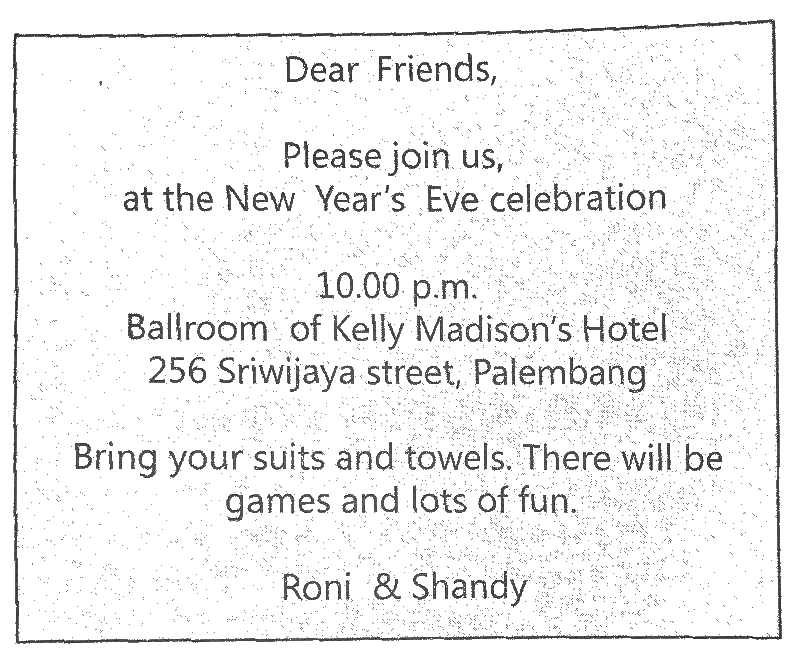 Dear Friends,
Please join us,
at the New Year's Eve celebration
10.00 p.m.
Ballroom of Kelly Madison's Hotel
256 Sriwijaya street, Palembang
Bring your suits and towels. There will be
games and lots of fun.
Roni & Shandy